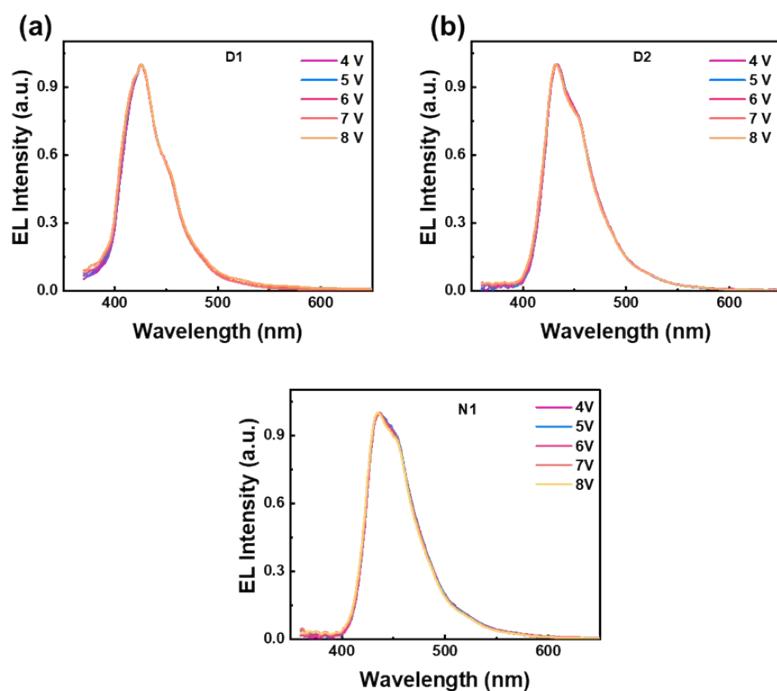 (a)
D1
4 V
5 V
6 V
7 V
8 V
EL Intensity (a.u.)
0.9
0.6
0.3
0.0
400
500
600
Wavelength (nm)
(b)
D2
4 V
5 V
6 V
7 V
8 V
EL Intensity (a.u.)
0.9
0.6
0.3
0.0
400
500
600
Wavelength (nm)
N1
4V
5V
6V
7V
8V
EL Intensity (a.u.)
0.9
0.6
0.3
0.0
400
500
600
Wavelength (nm)